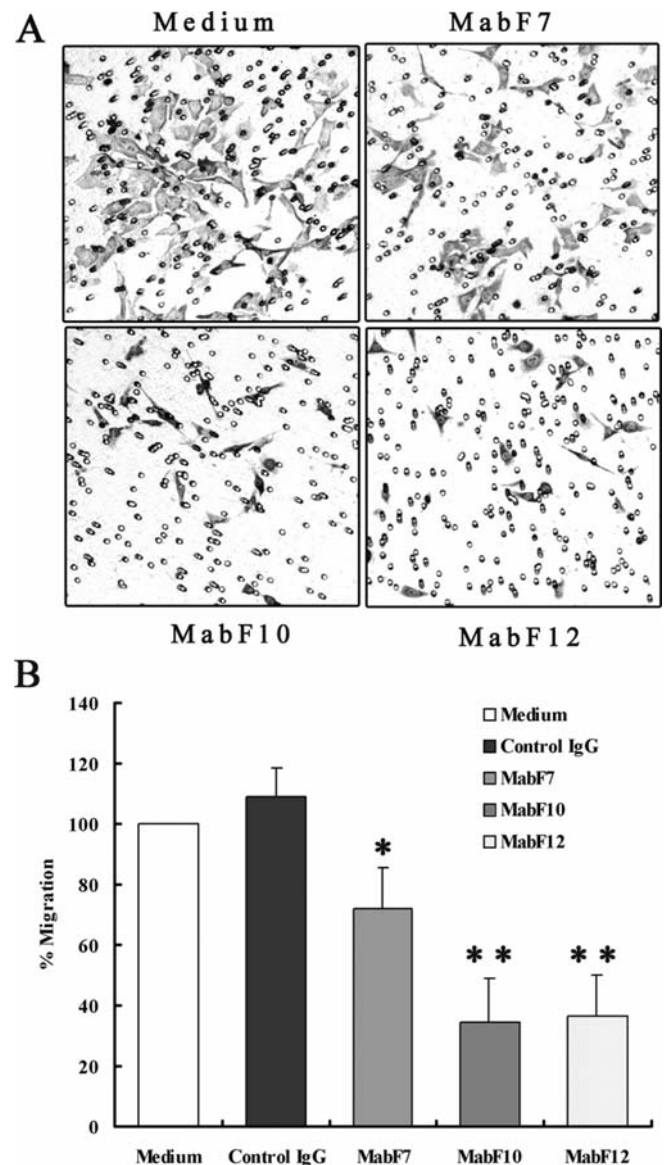 A
Medium MabF7
MabF10 MabF12
B
140
120
100
80
60
40
20
0
% Migration
Medium
Control IgG
MabF7
MabF10
MabF12
*
* *
* *
Medium Control IgG MabF7 MabF10 MabF12